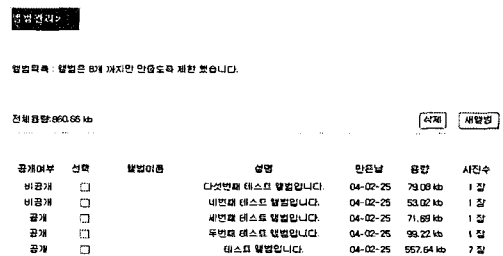 앨범관리>
앨범목록 : 앨범은 8개 까지만 만들도록 제한 했습니다.
전체용량:860.66 kb 삭제 새앨범
공개여부 선택 앨범이름 설명 만든날 용량 사진수
비공개 다섯번째 테스트 앨범입니다. 04-02-25 79.08 kb 1 장
비공개 네번째 테스트 앨범입니다. 04-02-25 53.02 kb 1 장
공개 세번째 테스트 앨범입니다. 04-02-25 71.69 kb 1 장
공개 두번째 테스트 앨범입니다. 04-02-25 99.22 kb 1 장
공개 테스트 앨범입니다. 04-02-25 557.64 kb 7 장